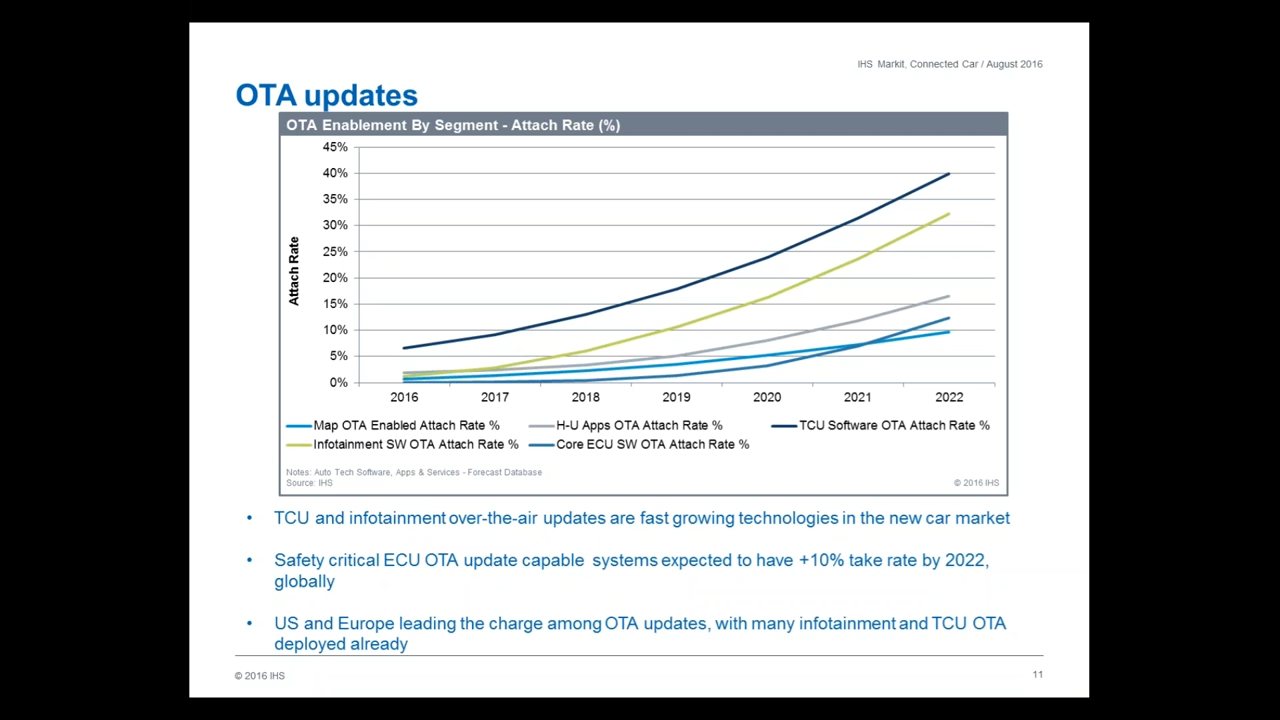 IHS Markit, Connected Car / August 2016
OTA updates
OTA Enablement By Segment - Attach Rate (%)
45%
40%
35%
30%
25%
20%
15%
10%
5%
0%
Attach Rate
2016 2017 2018 2019 2020 2021 2022
Map OTA Enabled Attach Rate % H-U Apps OTA Attach Rate % TCU Software OTA Attach Rate %
Infotainment SW OTA Attach Rate % Core ECU SW OTA Attach Rate %
Notes: Auto Tech Software, Apps & Services - Forecast Database
Source: IHS © 2016 IHS
• TCU and infotainment over-the-air updates are fast growing technologies in the new car market
• Safety critical ECU OTA update capable systems expected to have +10% take rate by 2022,
globally
• US and Europe leading the charge among OTA updates, with many infotainment and TCU OTA
deployed already
© 2016 IHS 11